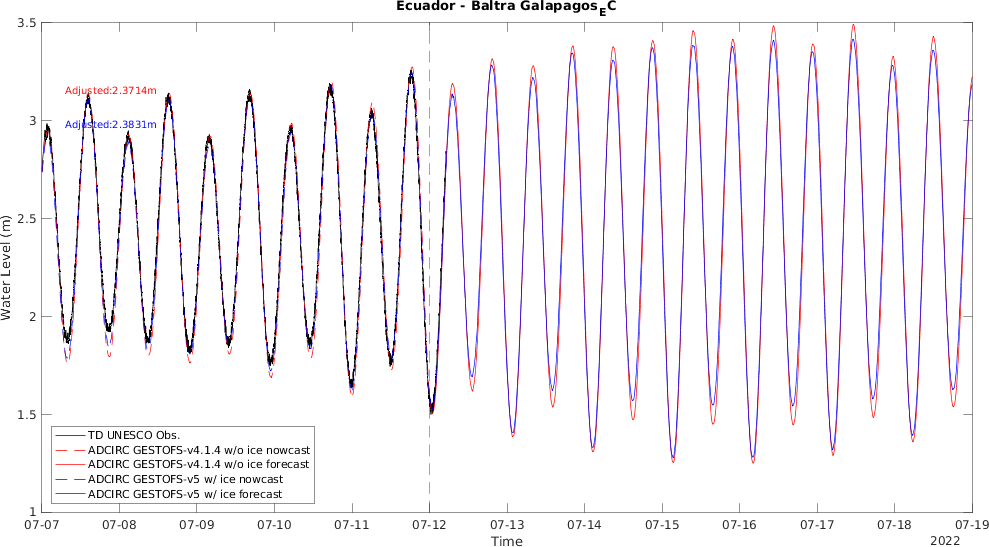 Ecuador - Baltra GalapagosEC
3.5
Adjusted:2.3714m
3
Adjusted:2.3831m
2.5
Water Level (m)
2
1.5
TD UNESCO Obs.
ADCIRC GESTOFS-v4.1.4 w/o ice nowcast
ADCIRC GESTOFS-v4.1.4 w/o ice forecast
ADCIRC GESTOFS-v5 w/ ice nowcast
ADCIRC GESTOFS-v5 w/ ice forecast
1
07-07 07-08 07-09 07-10 07-11 07-12 07-13 07-14 07-15 07-16 07-17 07-18 07-19
Time
2022